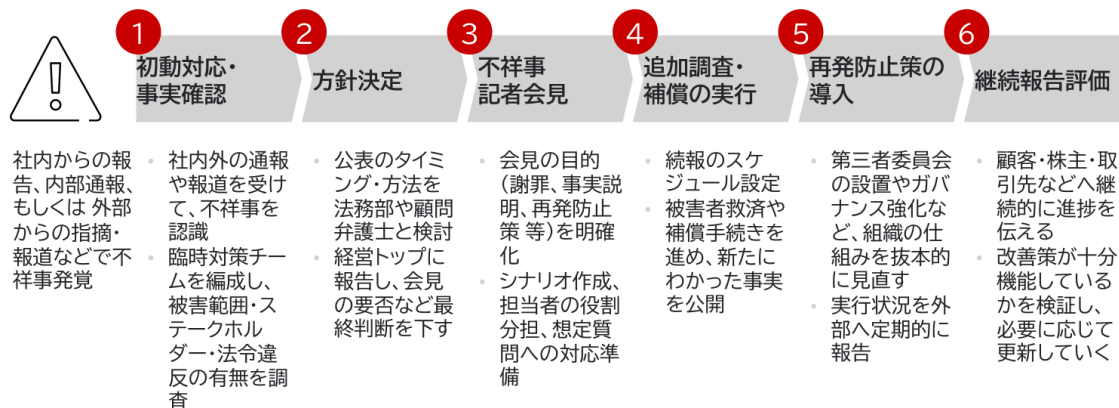 1
初動対応・
事実確認
2
方針決定
3
不祥事
記者会見
4
追加調査・
補償の実行
5
再発防止策の
導入
6
継続報告評価
社内からの報
告、内部通報、
もしくは 外部
からの指摘・
報道などで不
祥事発覚
• 社内外の通報
や報道を受け
て、不祥事を
認識
• 臨時対策チー
ムを編成し、
被害範囲・ス
テークホル
ダー・法令違
反の有無を調
査
• 公表のタイミ
ング・方法を
法務部や顧問
弁護士と検討
• 経営トップに
報告し、会見
の要否など最
終判断を下す
• 会見の目的
（謝罪、事実説
明、再発防止
策 等）を明確
化
• シナリオ作成、
担当者の役割
分担、想定質
問への対応準
備
• 続報のスケ
ジュール設定
• 被害者救済や
補償手続きを
進め、新たに
わかった事実
を公開
• 第三者委員会
の設置やガバ
ナンス強化な
ど、組織の仕
組みを抜本的
に見直す
• 実行状況を外
部へ定期的に
報告
• 顧客・株主・取
引先などへ継
続的に進捗を
伝える
• 改善策が十分
機能している
かを検証し、
必要に応じて
更新していく